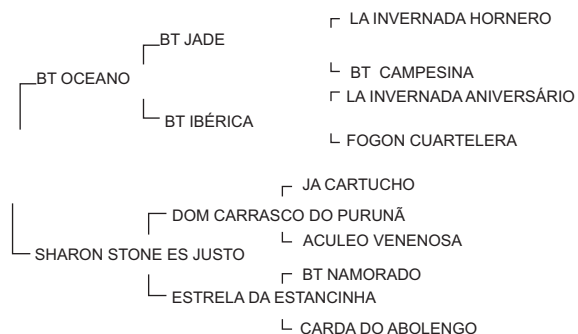 LA INVERNADA HORNERO
BT JADE
BT CAMPESINA
BT OCEANO
LA INVERNADA ANIVERSÁRIO
BT IBÉRICA
FOGON CUARTELERA
JA CARTUCHO
DOM CARRASCO DO PURUNÃ
ACULEO VENENOSA
SHARON STONE ES JUSTO
BT NAMORADO
ESTRELA DA ESTANCINHA
CARDA DO ABOLENGO